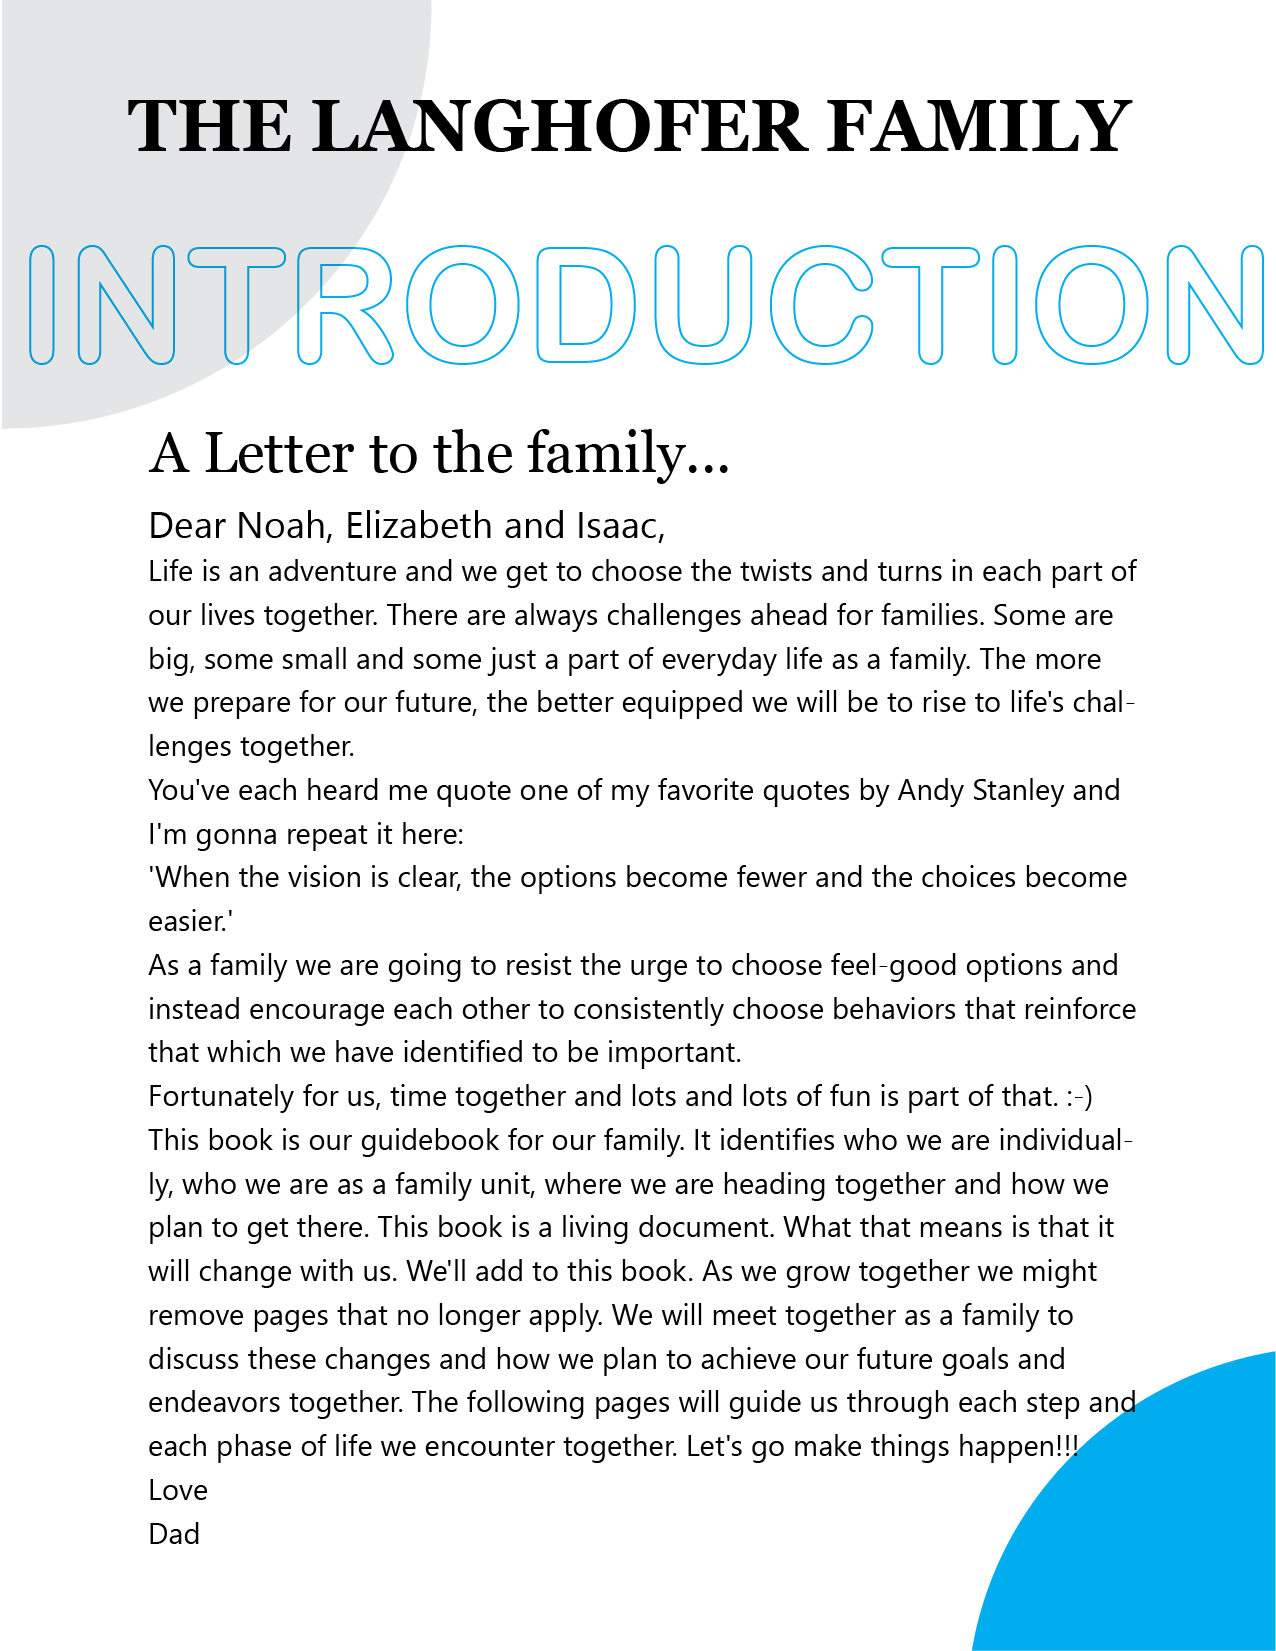 THE LANGHOFER FAMILY
INTRODUCTION
A Letter to the family...
Dear Noah, Elizabeth and Isaac,
Life is an adventure and we get to choose the twists and turns in each part of
our lives together. There are always challenges ahead for families. Some are
big, some small and some just a part of everyday life as a family. The more
we prepare for our future, the better equipped we will be to rise to life's chal-
lenges together.
You've each heard me quote one of my favorite quotes by Andy Stanley and
I'm gonna repeat it here:
'When the vision is clear, the options become fewer and the choices become
easier.'
As a family we are going to resist the urge to choose feel-good options and
instead encourage each other to consistently choose behaviors that reinforce
that which we have identified to be important.
Fortunately for us, time together and lots and lots of fun is part of that. :-)
This book is our guidebook for our family. It identifies who we are individual-
ly, who we are as a family unit, where we are heading together and how we
plan to get there. This book is a living document. What that means is that it
will change with us. We'll add to this book. As we grow together we might
remove pages that no longer apply. We will meet together as a family to
discuss these changes and how we plan to achieve our future goals and
endeavors together. The following pages will guide us through each step and
each phase of life we encounter together. Let's go make things happen!!!
Love
Dad